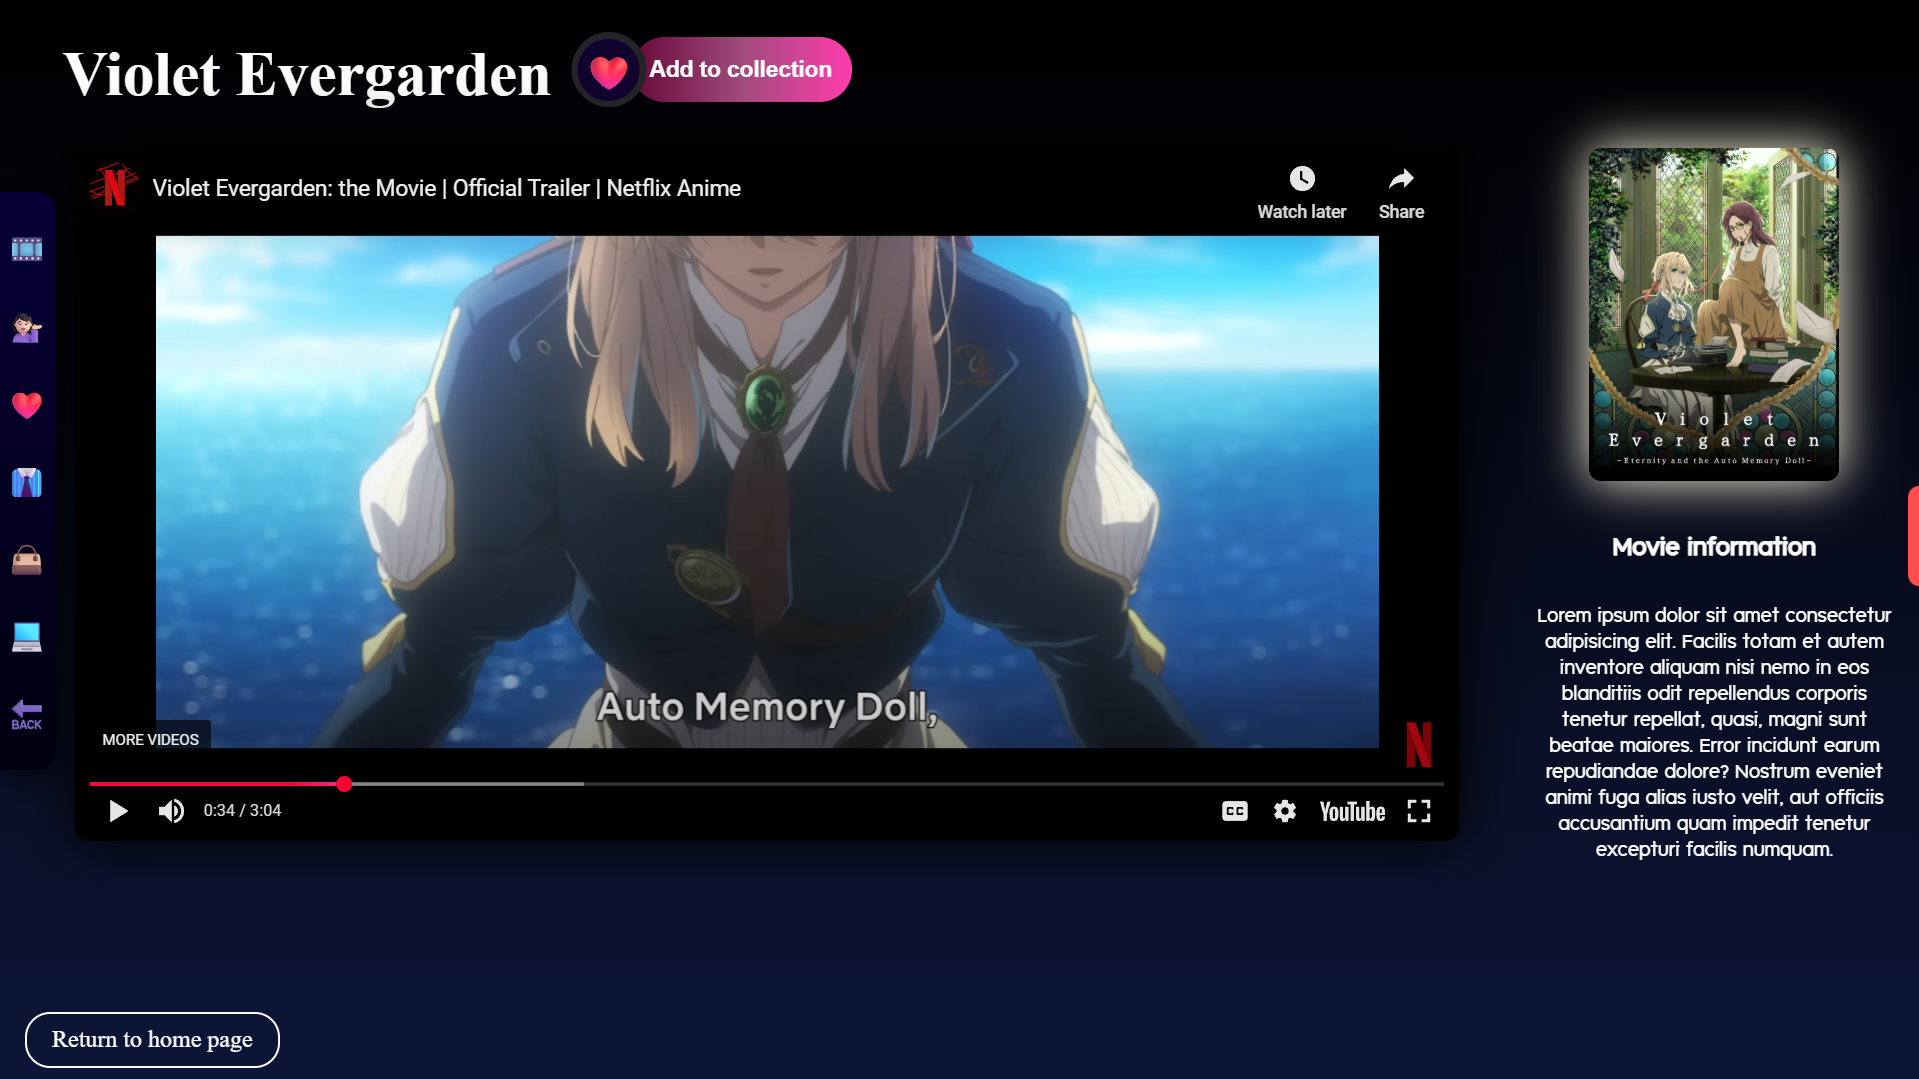 Violet Evergarden
Add to collection
Violet Evergarden: the Movie | Official Trailer | Netflix Anime
Watch later
Share
Auto Memory Doll,
MORE VIDEOS
0:34 / 3:04
CC
YouTube
N
BACK
Violet
Evergarden
-Eternity and the Auto Memory Doll-
Movie information
Lorem ipsum dolor sit amet consectetur
adipisicing elit. Facilis totam et autem
inventore aliquam nisi nemo in eos
blanditiis odit repellendus corporis
tenetur repellat, quasi, magni sunt
beatae maiores. Error incidunt earum
repudiandae dolore? Nostrum eveniet
animi fuga alias iusto velit, aut officiis
accusantium quam impedit tenetur
excepturi facilis numquam.
Return to home page